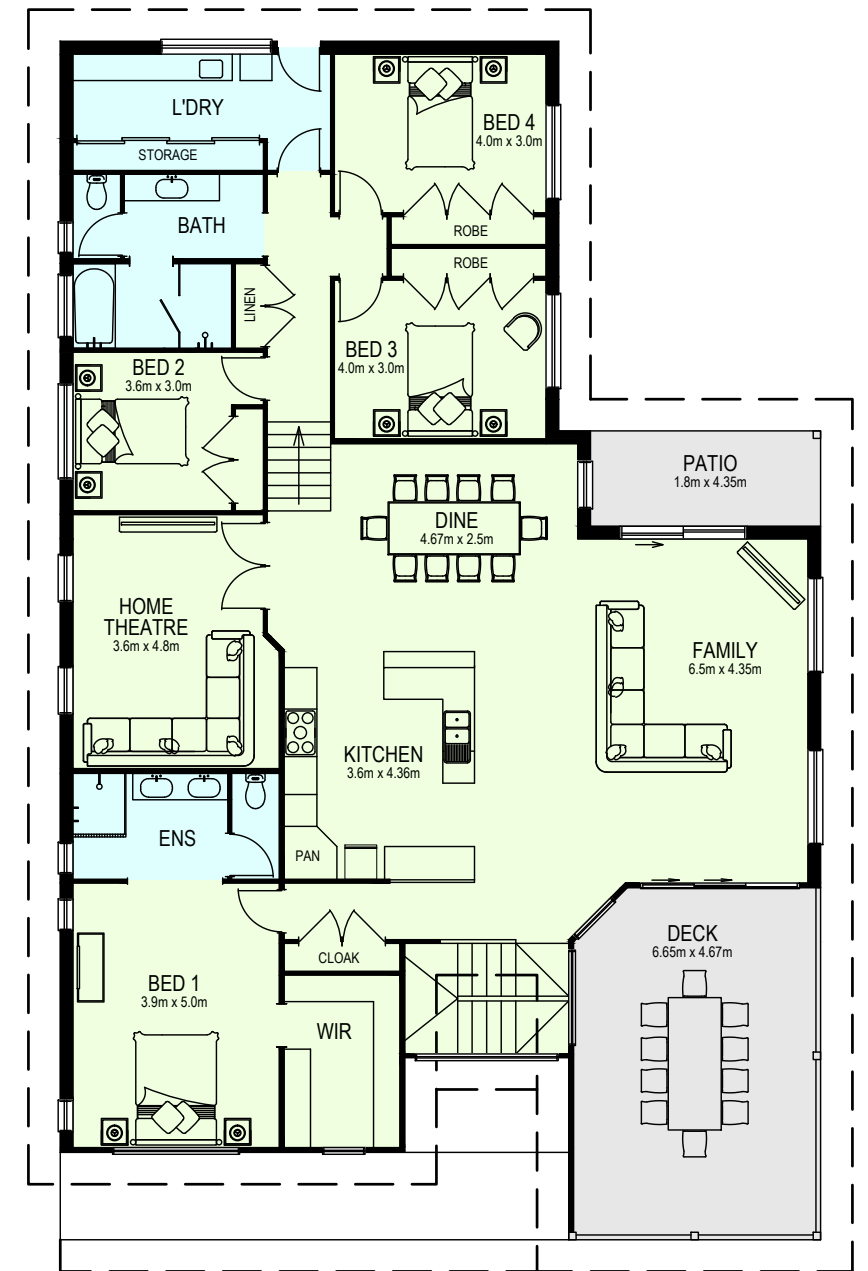 L'DRY
STORAGE
BED 4
4.0m x 3.0m
ROBE
BATH
ROBE
LINEN
BED 3
4.0m x 3.0m
BED 2
3.6m x 3.0m
PATIO
1.8m x 4.35m
DINE
4.67m x 2.5m
HOME
THEATRE
3.6m x 4.8m
FAMILY
6.5m x 4.35m
KITCHEN
3.6m x 4.36m
ENS
PAN
CLOAK
DECK
6.65m x 4.67m
BED 1
3.9m x 5.0m
WIR